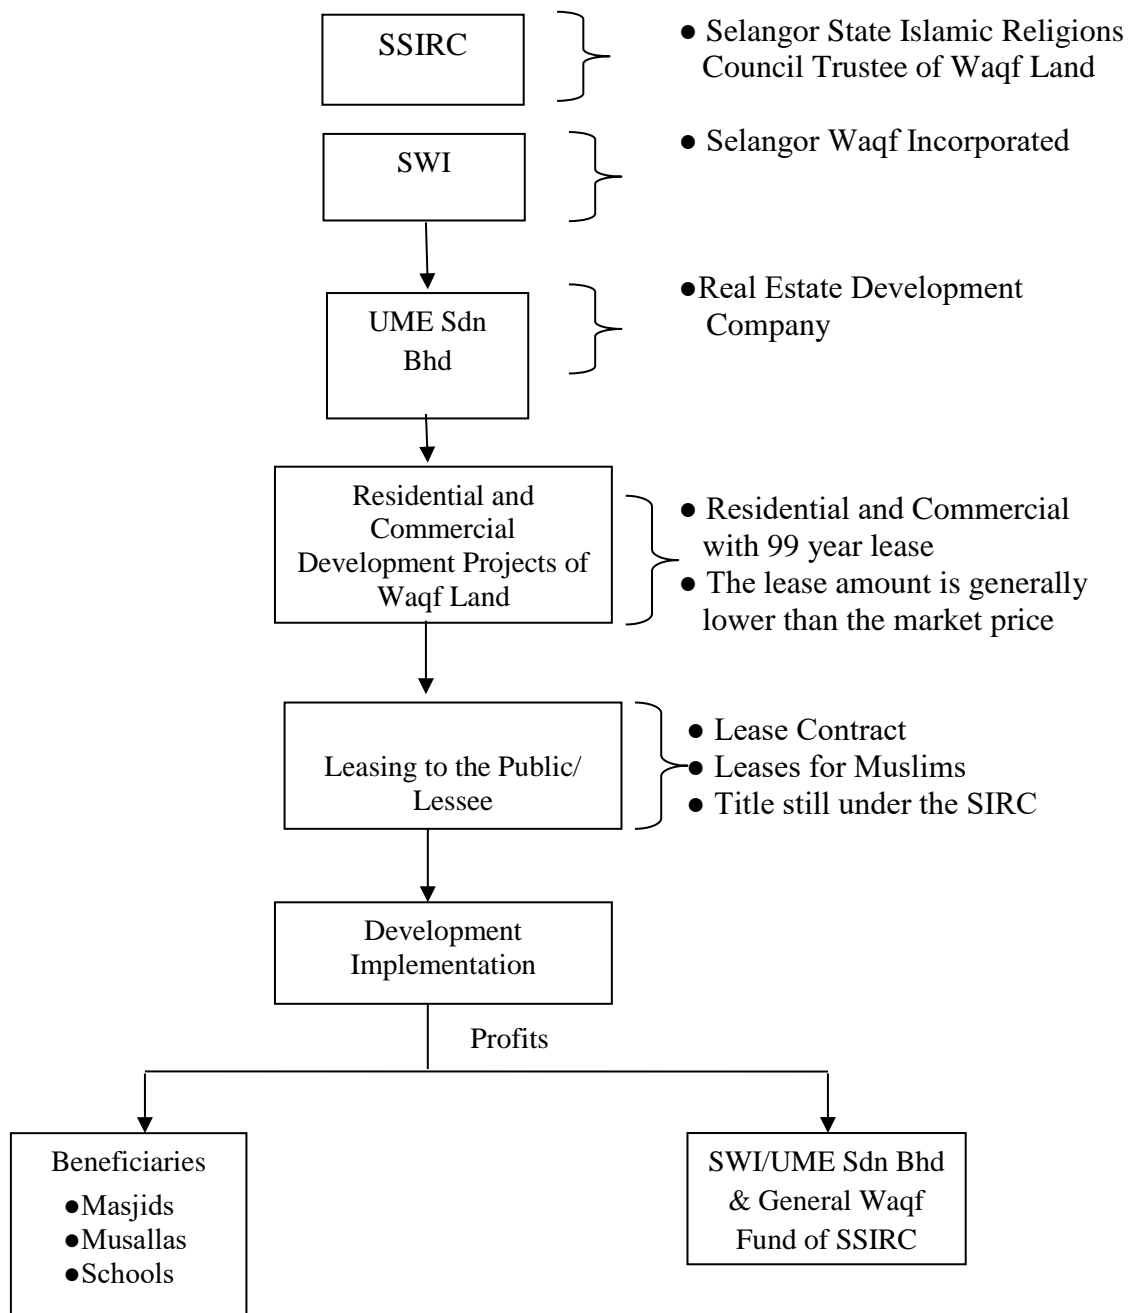 SSIRC
● Selangor State Islamic Religions
Council Trustee of Waqf Land
SWI
● Selangor Waqf Incorporated
UME Sdn
Bhd
●Real Estate Development
Company
Residential and
Commercial
Development Projects of
Waqf Land
● Residential and Commercial
with 99 year lease
● The lease amount is generally
lower than the market price
Leasing to the Public/
Lessee
● Lease Contract
● Leases for Muslims
● Title still under the SIRC
Development
Implementation
Profits
Beneficiaries
●Masjids
●Musallas
●Schools
SWI/UME Sdn Bhd
& General Waqf
Fund of SSIRC